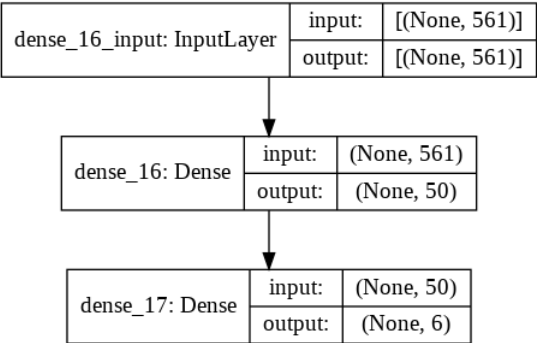 dense_16_input: InputLayer
input: [(None, 561)]
output: [(None, 561)]
dense_16: Dense
input: (None, 561)
output: (None, 50)
dense_17: Dense
input: (None, 50)
output: (None, 6)